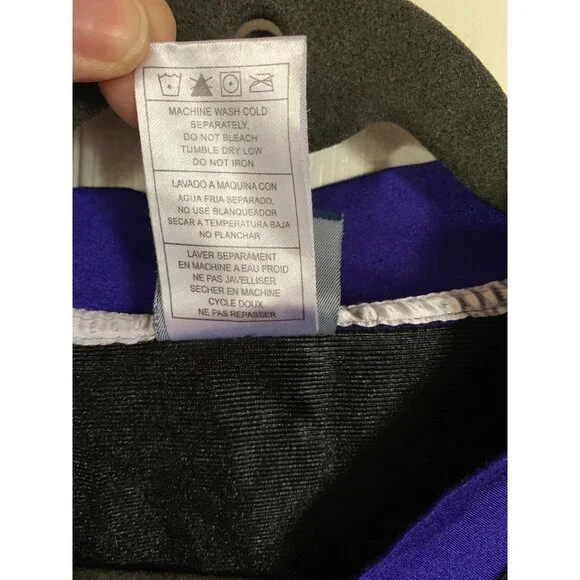 MACHINE WASH COLD
SEPARATELY,
DO NOT BLEACH
TUMBLE DRY LOW
DO NOT IRON
LAVADO A MAQUINA CON
AGUA FRIA SEPARADO,
NO USE BLANQUEADOR
SECAR A TEMPERATURA BAJA
NO PLANCHAR
LAVER SEPARAMENT
EN MACHINE A EAU FROID
NE PAS JAVELLISER
SECHER EN MACHINE
CYCLE DOUX
NE PAS REPASSER